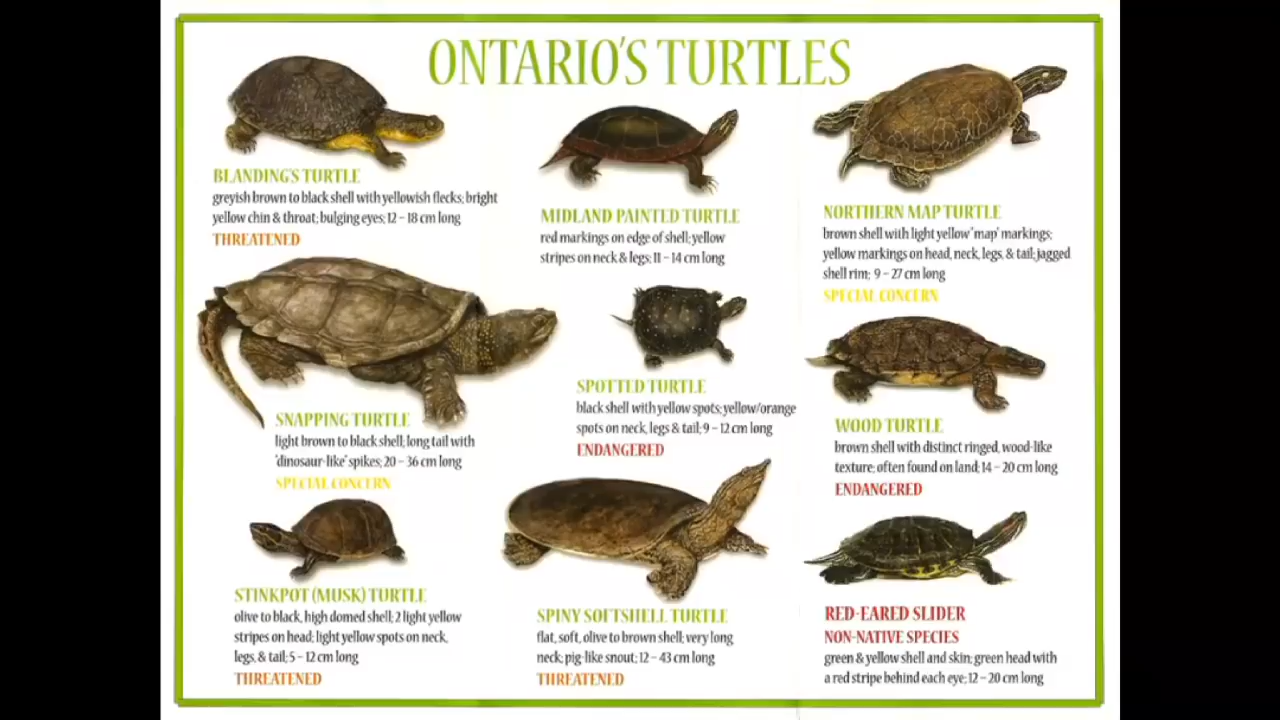 ONTARIO'S TURTLES
BLANDING'S TURTLE
greyish brown to black shell with yellowish flecks; bright
yellow chin & throat; bulging eyes; 12 – 18 cm long
THREATENED
MIDLAND PAINTED TURTLE
red markings on edge of shell; yellow
stripes on neck & legs; 11 – 14 cm long
NORTHERN MAP TURTLE
brown shell with light yellow 'map' markings;
yellow markings on head, neck, legs, & tail; jagged
shell rim; 9 – 27 cm long
SPECIAL CONCERN
SNAPPING TURTLE
light brown to black shell; long tail with
'dinosaur-like' spikes; 20 – 36 cm long
SPECIAL CONCERN
SPOTTED TURTLE
black shell with yellow spots; yellow/orange
spots on neck, legs & tail; 9 – 12 cm long
ENDANGERED
WOOD TURTLE
brown shell with distinct ringed, wood-like
texture; often found on land; 14 – 20 cm long
ENDANGERED
STINKPOT (MUSK) TURTLE
olive to black, high domed shell; 2 light yellow
stripes on head; light yellow spots on neck,
legs, & tail; 5 – 12 cm long
THREATENED
SPINY SOFTSHELL TURTLE
flat, soft, olive to brown shell; very long
neck; pig-like snout; 12 – 43 cm long
THREATENED
RED-EARED SLIDER
NON-NATIVE SPECIES
green & yellow shell and skin; green head with
a red stripe behind each eye; 12 – 20 cm long